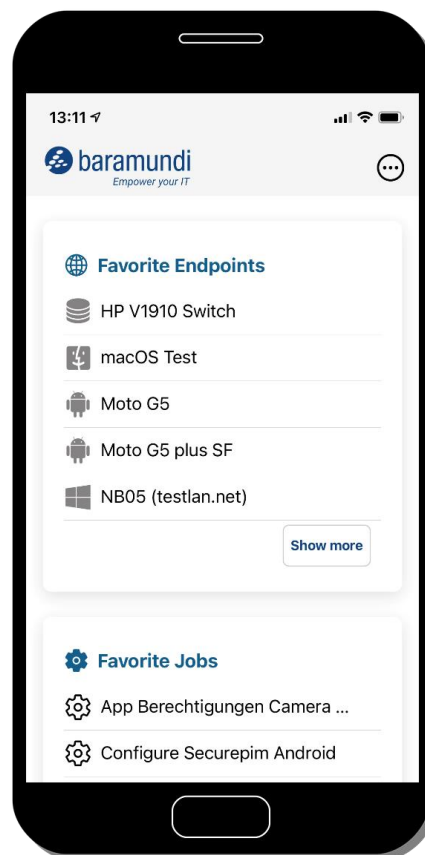 13:11
baramundi
Empower your IT
Favorite Endpoints
HP V1910 Switch
macOS Test
Moto G5
Moto G5 plus SF
NB05 (testlan.net)
Show more
Favorite Jobs
App Berechtigungen Camera ...
Configure Securepim Android